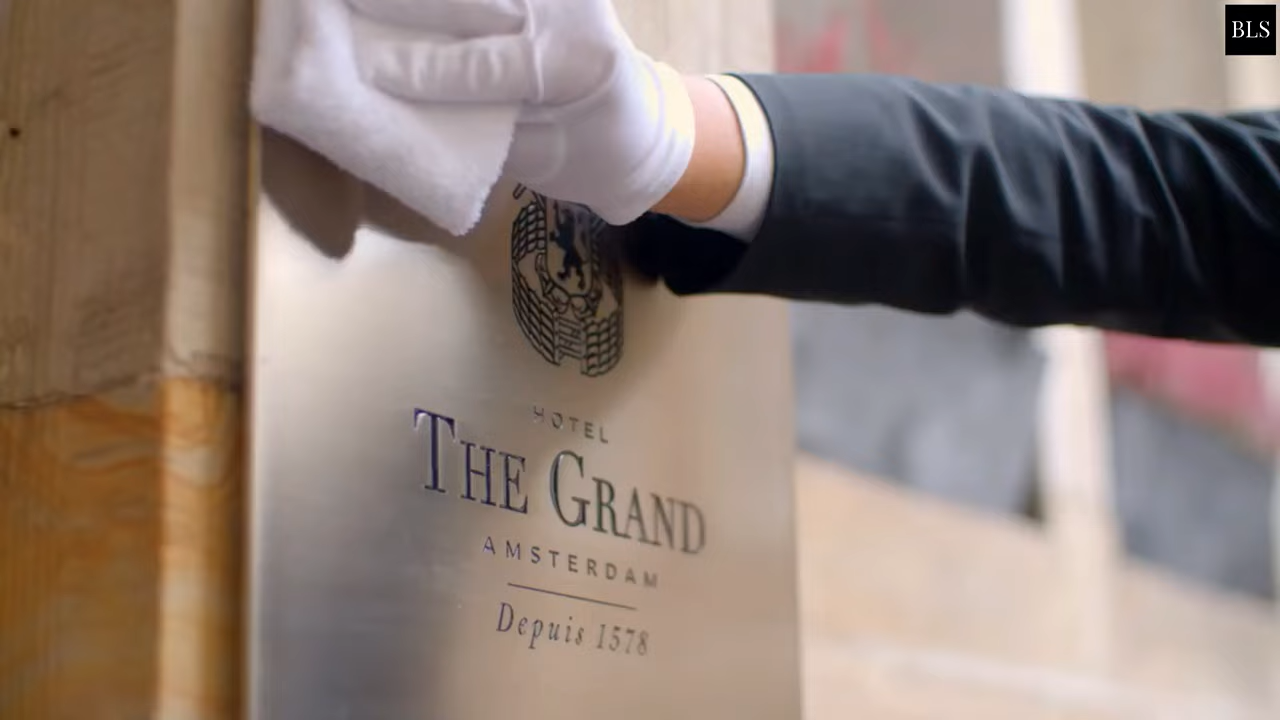 BLS
HOTEL
THE GRAND
AMSTERDAM
Depuis 1578